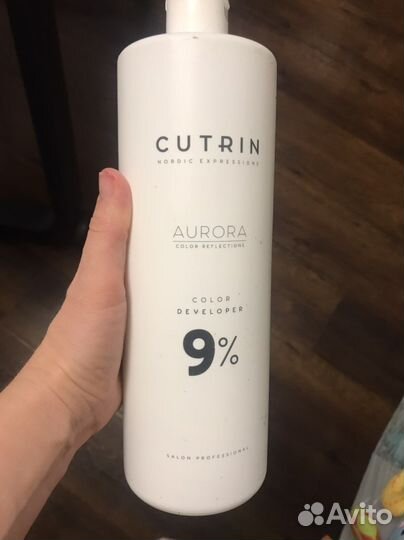 CUTRIN
NORDIC EXPRESSIONS
AURORA
COLOR REFLECTIONS
COLOR
DEVELOPER
9%
SALON PROFESSIONAL
Avito